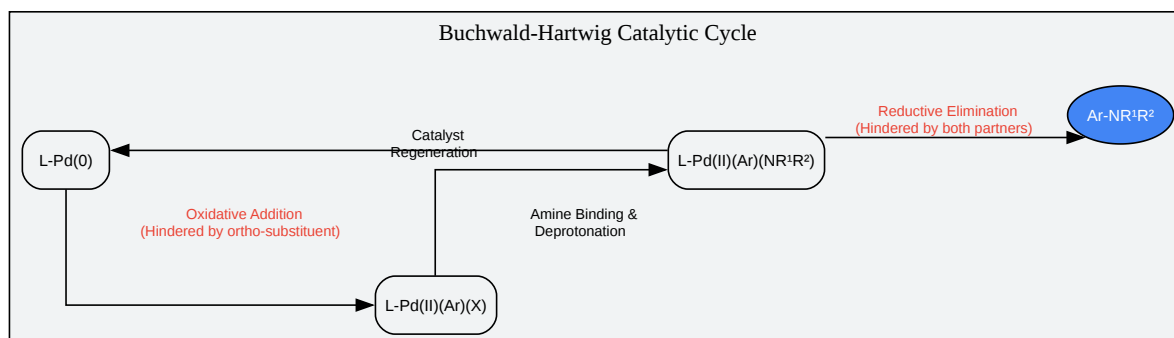 Buchwald-Hartwig Catalytic Cycle
Reductive Elimination
(Hindered by both partners)
Ar-NR¹R²
L-Pd(0)
Catalyst
Regeneration
L-Pd(II)(Ar)(NR¹R²)
Oxidative Addition
(Hindered by ortho-substituent)
Amine Binding &
Deprotonation
L-Pd(II)(Ar)(X)